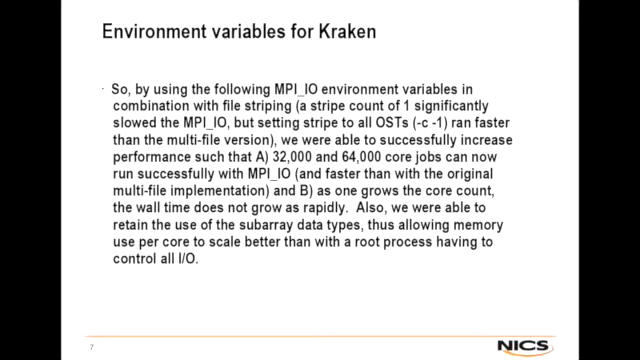 Environment variables for Kraken
· So, by using the following MPI_IO environment variables in
combination with file striping (a stripe count of 1 significantly
slowed the MPI_IO, but setting stripe to all OSTs (-c -1) ran faster
than the multi-file version), we were able to successfully increase
performance such that A) 32,000 and 64,000 core jobs can now
run successfully with MPI_IO (and faster than with the original
multi-file implementation) and B) as one grows the core count,
the wall time does not grow as rapidly.  Also, we were able to
retain the use of the subarray data types, thus allowing memory
use per core to scale better than with a root process having to
control all I/O.
7
NICS